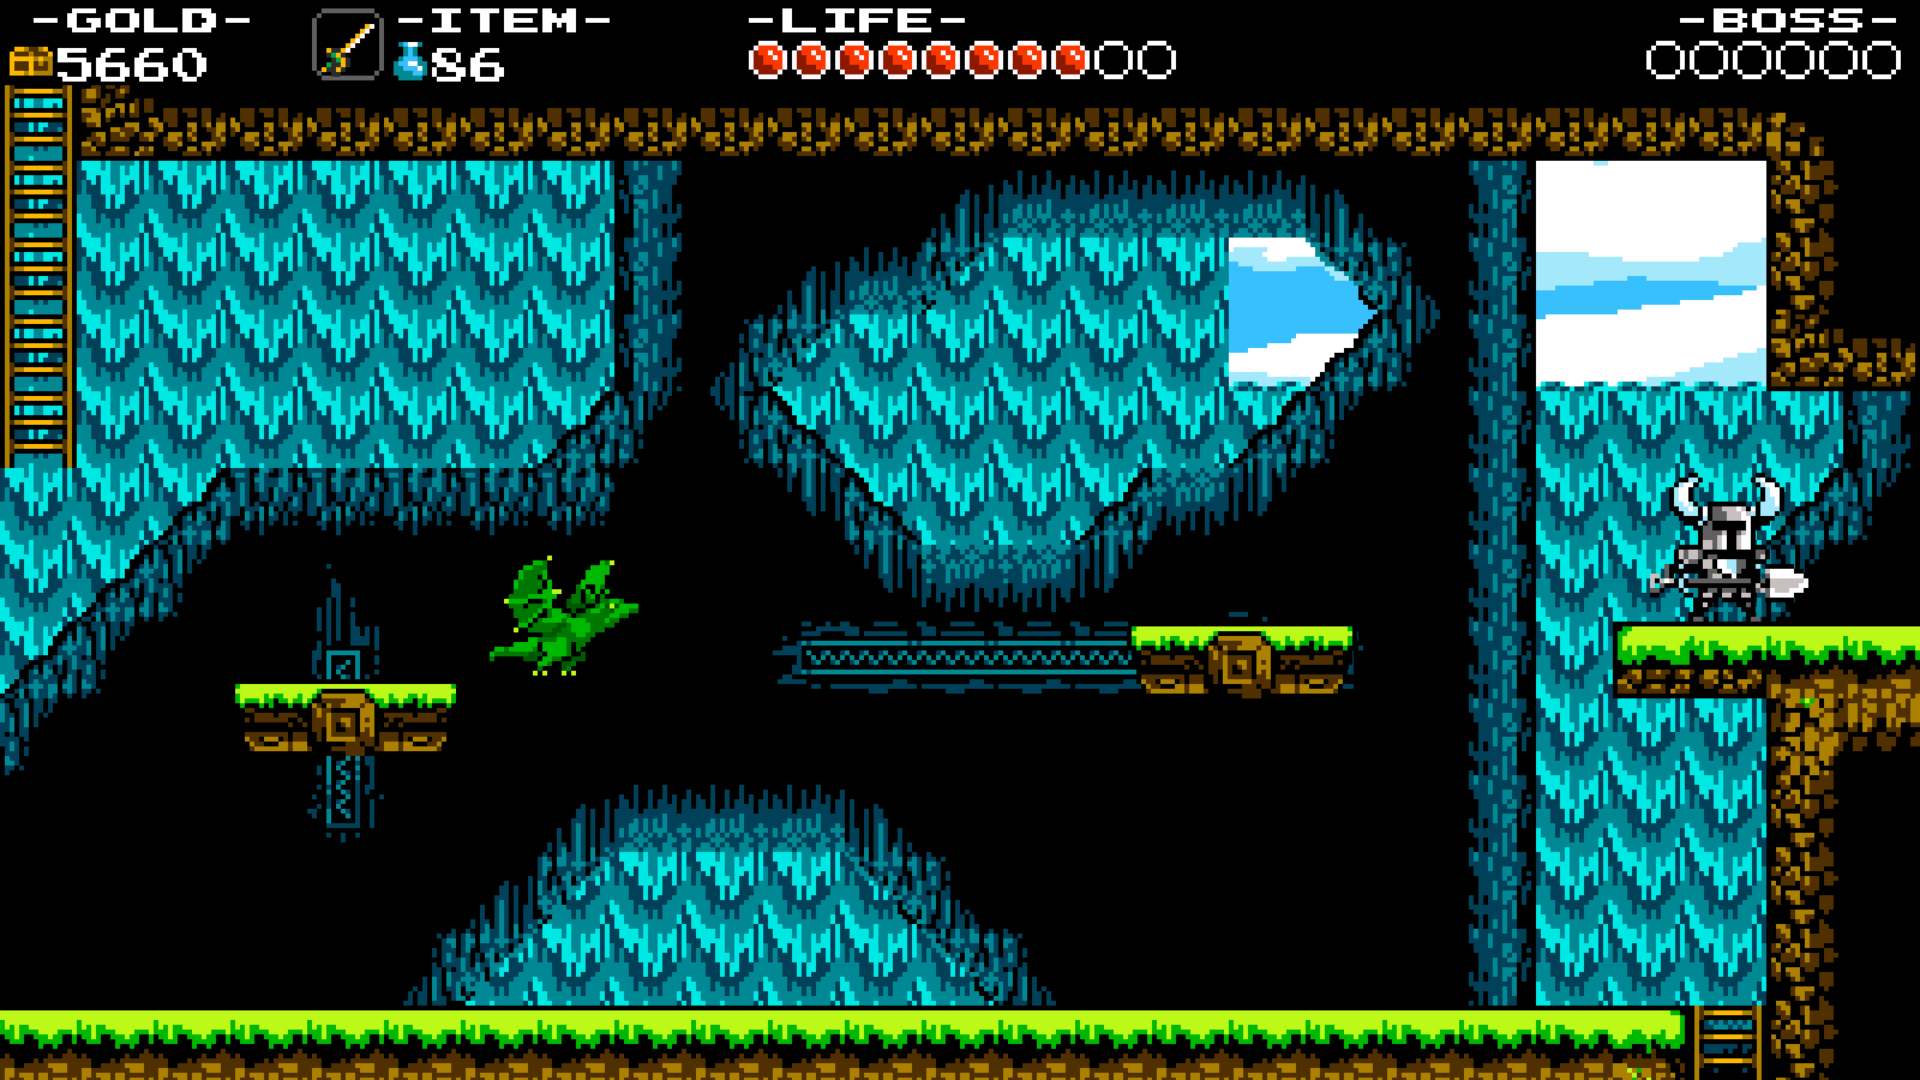 -GOLD-
5660
-ITEM-
86
-LIFE-
-BOSS-